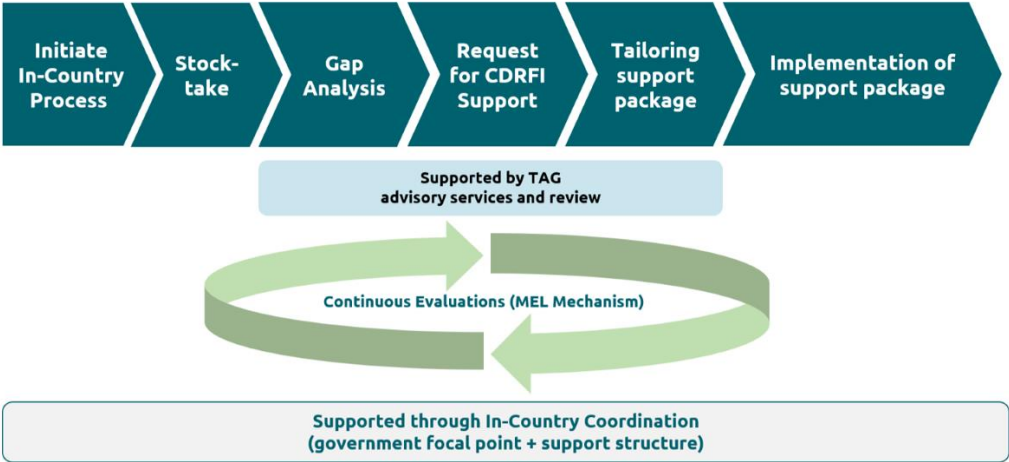 Initiate
In-Country
Process
Stock-
take
Gap
Analysis
Request
for CDRFI
Support
Tailoring
support
package
Implementation of
support package
Supported by TAG
advisory services and review
Continuous Evaluations (MEL Mechanism)
Supported through In-Country Coordination
(government focal point + support structure)